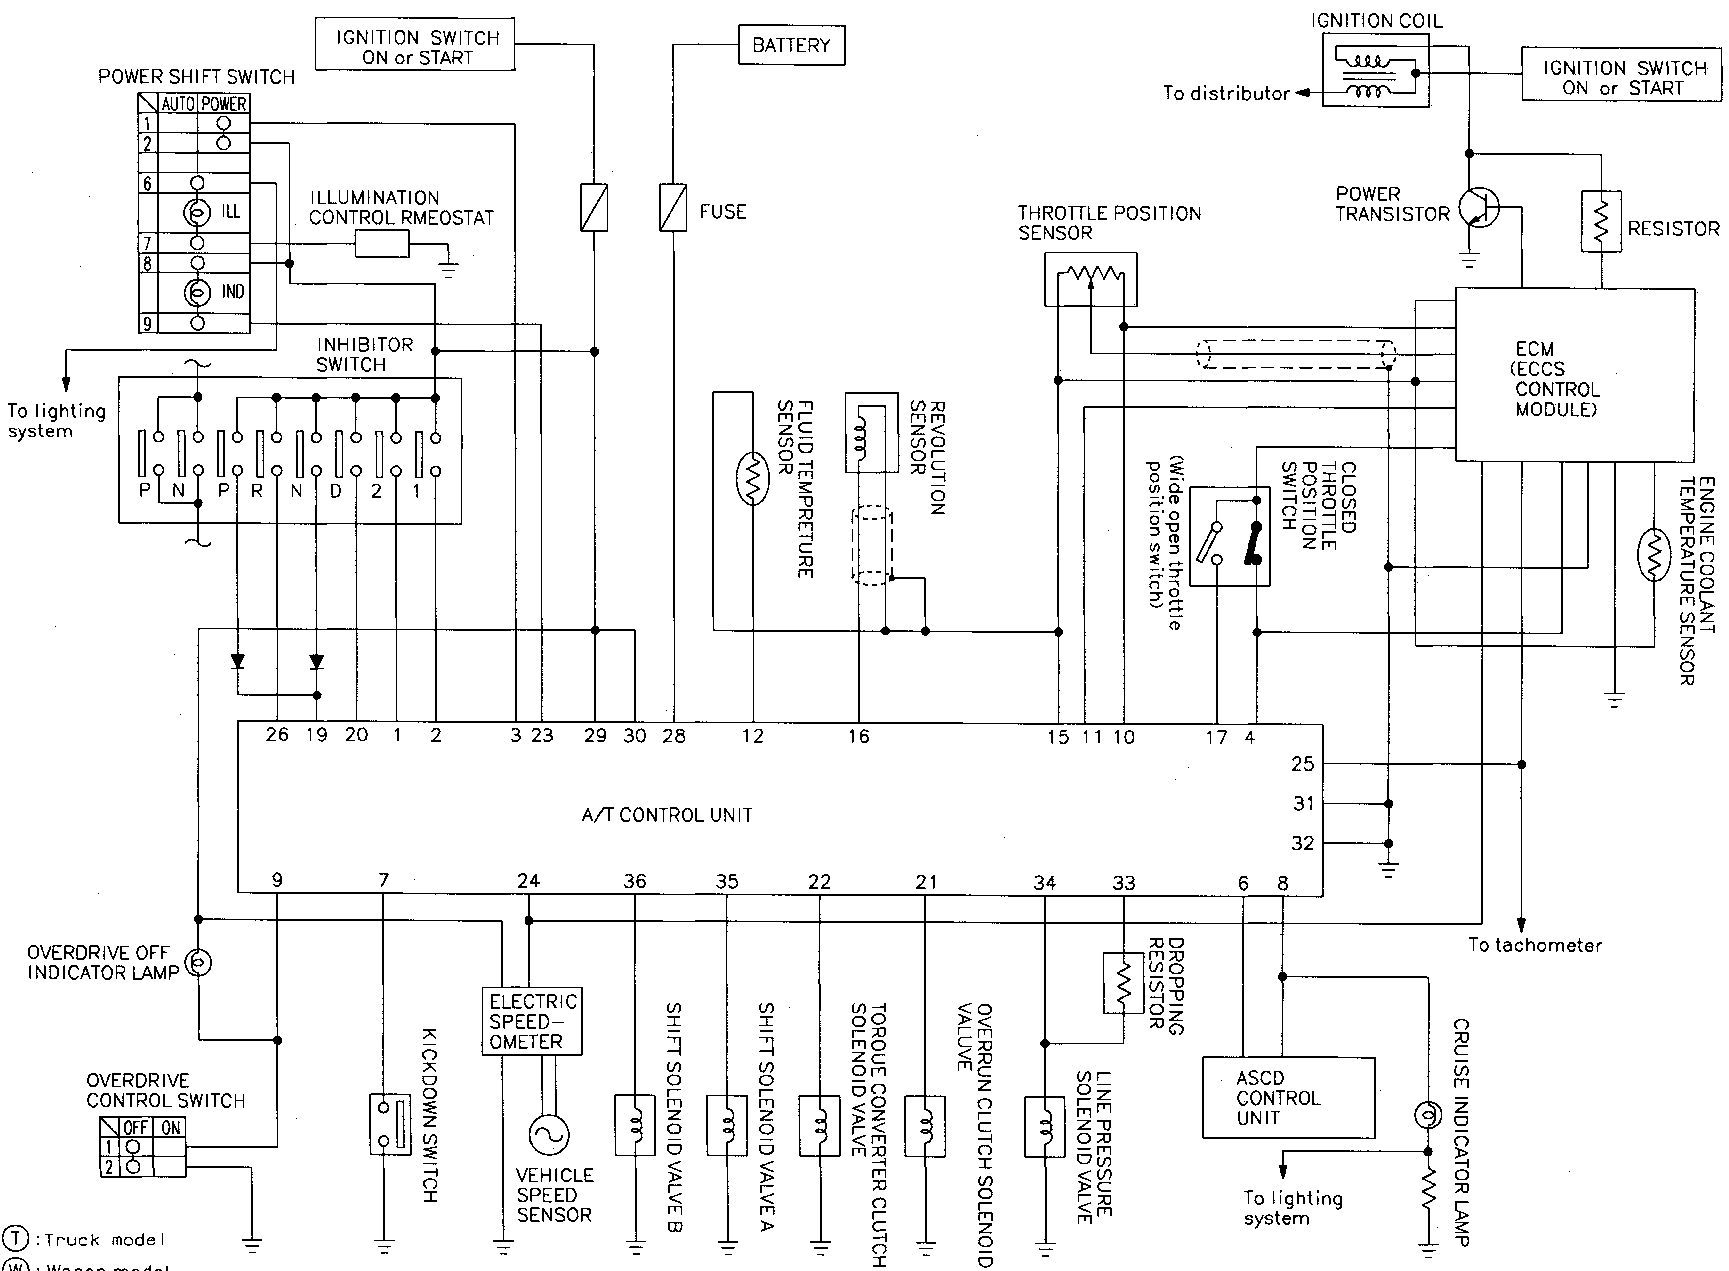 IGNITION SWITCH
ON or START
BATTERY
IGNITION COIL
IGNITION SWITCH
ON or START
To distributor
POWER SHIFT SWITCH
AUTO POWER
1
2
6
ILL
7
8
IND
9
ILLUMINATION
CONTROL RMEOSTAT
FUSE
THROTTLE POSITION
SENSOR
POWER
TRANSISTOR
RESISTOR
To lighting
system
INHIBITOR
SWITCH
P N P R N D 2 1
FLUID TEMPRETURE
SENSOR
REVOLUTION
SENSOR
ECM
(ECCS
CONTROL
MODULE)
CLOSED
THROTTLE
POSITION
SWITCH
(Wide open throttle
position switch)
ENGINE COOLANT
TEMPERATURE SENSOR
26 19 20 1 2 3 23 29 30 28 12 16 15 11 10 17 4
25
31
32
A/T CONTROL UNIT
9 7 24 36 35 22 21 34 33 6 8
To tachometer
OVERDRIVE OFF
INDICATOR LAMP
OVERDRIVE
CONTROL SWITCH
OFF ON
1
2
KICKDOWN SWITCH
ELECTRIC
SPEED-
OMETER
VEHICLE
SPEED
SENSOR
SHIFT SOLENOID VALVE B
SHIFT SOLENOID VALVE A
TORQUE CONVERTER CLUTCH
SOLENOID VALVE
OVERRUN CLUTCH SOLENOID
VALUVE
DROPPING
RESISTOR
LINE PRESSURE
SOLENOID VALVE
ASCD
CONTROL
UNIT
CRUISE INDICATOR LAMP
To lighting
system
T : Truck model
W : Wagon model